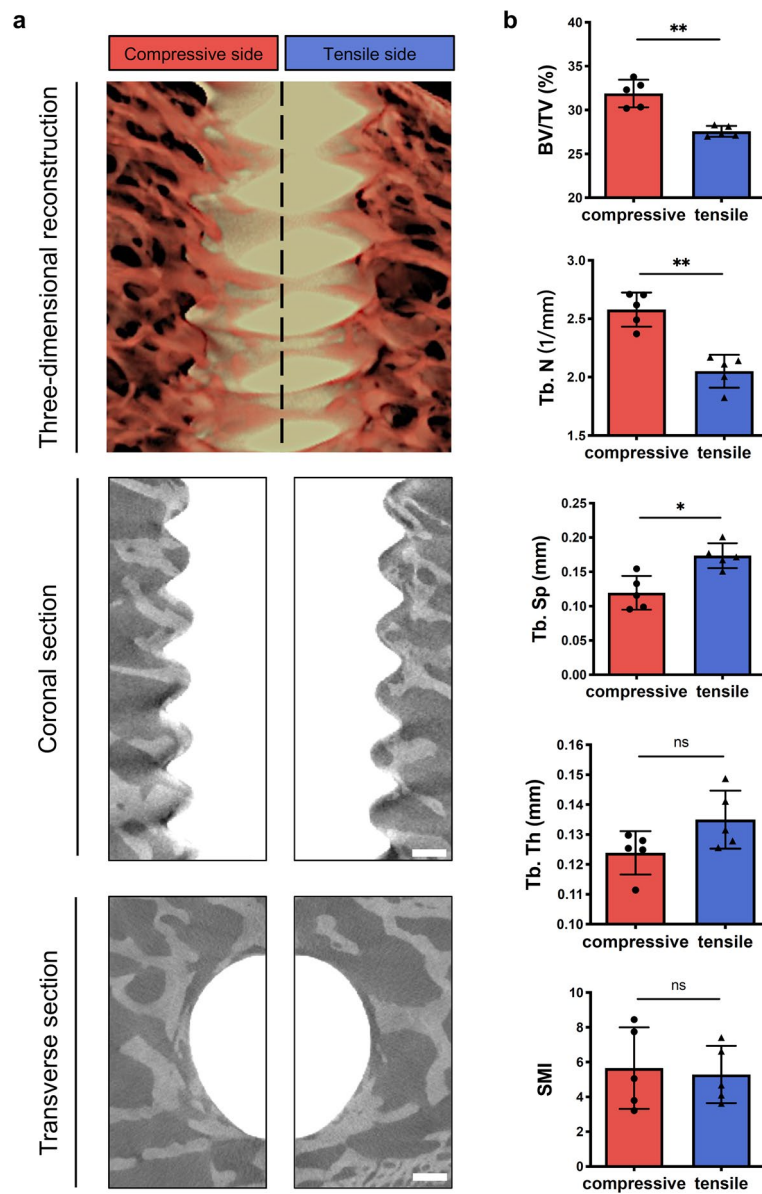 a
Compressive side
Tensile side
Three-dimensional reconstruction
Coronal section
Transverse section
b
BV/TV (%)
40
35
30
25
20
**
compressive
tensile
Tb. N (1/mm)
3.0
2.5
2.0
1.5
**
compressive
tensile
Tb. Sp (mm)
0.25
0.20
0.15
0.10
0.05
0.00
*
compressive
tensile
Tb. Th (mm)
0.16
0.15
0.14
0.13
0.12
0.10
ns
compressive
tensile
SMI
10
8
6
4
2
0
ns
compressive
tensile